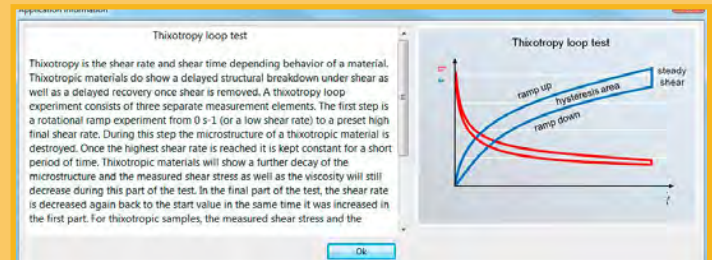 Application Information
Thixotropy loop test
Thixotropy is the shear rate and shear time depending behavior of a material.
Thixotropic materials do show a delayed structural breakdown under shear as
well as a delayed recovery once shear is removed. A thixotropy loop
experiment consists of three separate measurement elements. The first step is
a rotational ramp experiment from 0 s-1 (or a low shear rate) to a preset high
final shear rate. During this step the microstructure of a thixotropic material is
destroyed. Once the highest shear rate is reached it is kept constant for a short
period of time. Thixotropic materials will show a further decay of the
microstructure and the measured shear stress as well as the viscosity will still
decrease during this part of the test. In the final part of the test, the shear rate
is decreased again back to the start value in the same time it was increased in
the first part. For thixotropic samples, the measured shear stress and the
Ok
Thixotropy loop test
steady
shear
ramp up
hysteresis area
ramp down